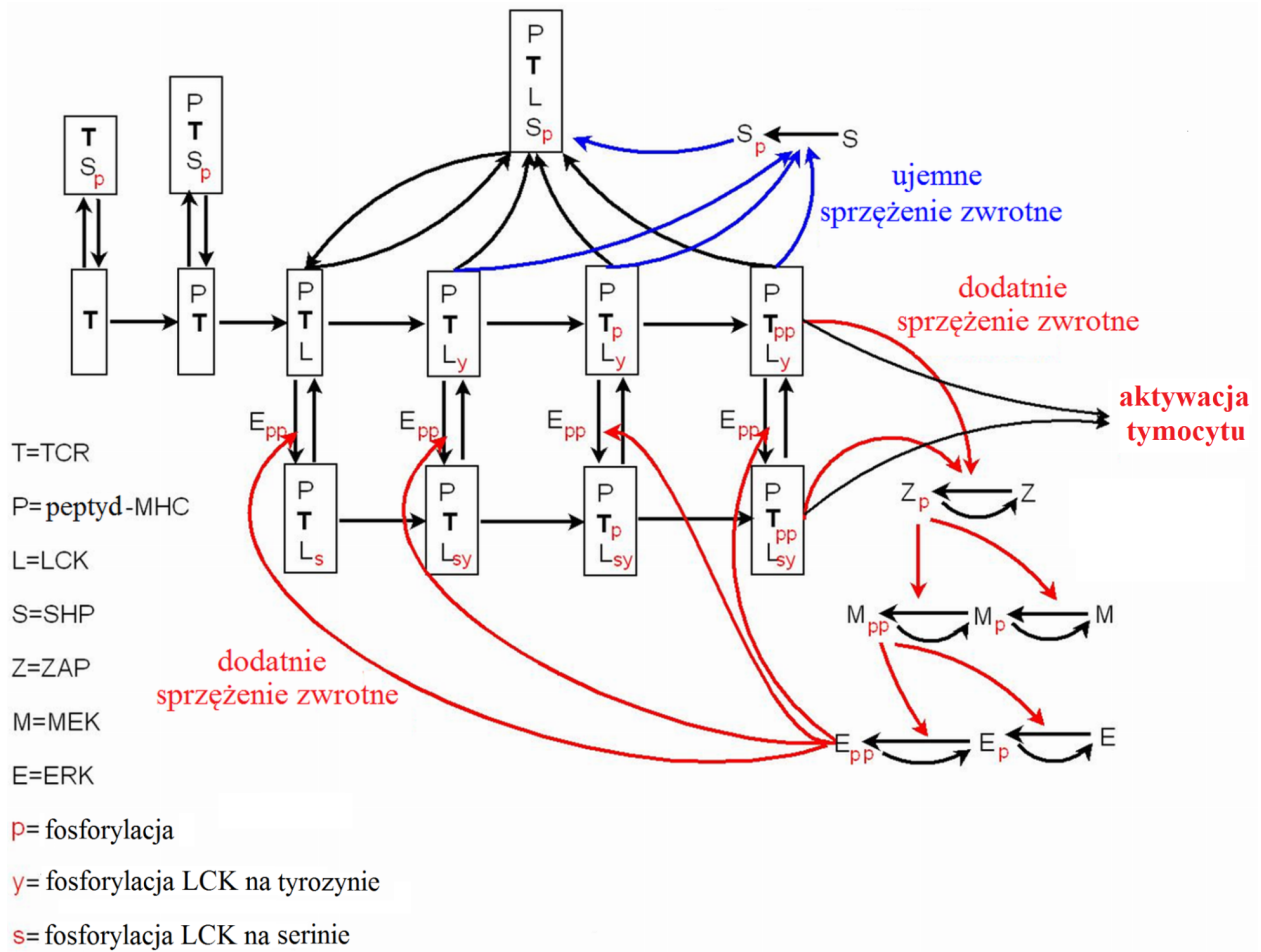 P
T
L
Sp
T
Sp
P
T
Sp
Sp
S
ujemne
sprzężenie zwrotne
T
P
T
P
T
L
P
T
Ly
P
Tp
Ly
P
Tpp
Ly
dodatnie
sprzężenie zwrotne
aktywacja
tymocytu
Epp
Epp
Epp
Epp
P
T
Ls
P
T
Lsy
P
Tp
Lsy
P
Tpp
Lsy
Zp
Z
Mpp
Mp
M
dodatnie
sprzężenie zwrotne
Epp
Ep
E
T=TCR
P=peptyd-MHC
L=LCK
S=SHP
Z=ZAP
M=MEK
E=ERK
p= fosforylacja
y= fosforylacja LCK na tyrozynie
s= fosforylacja LCK na serinie